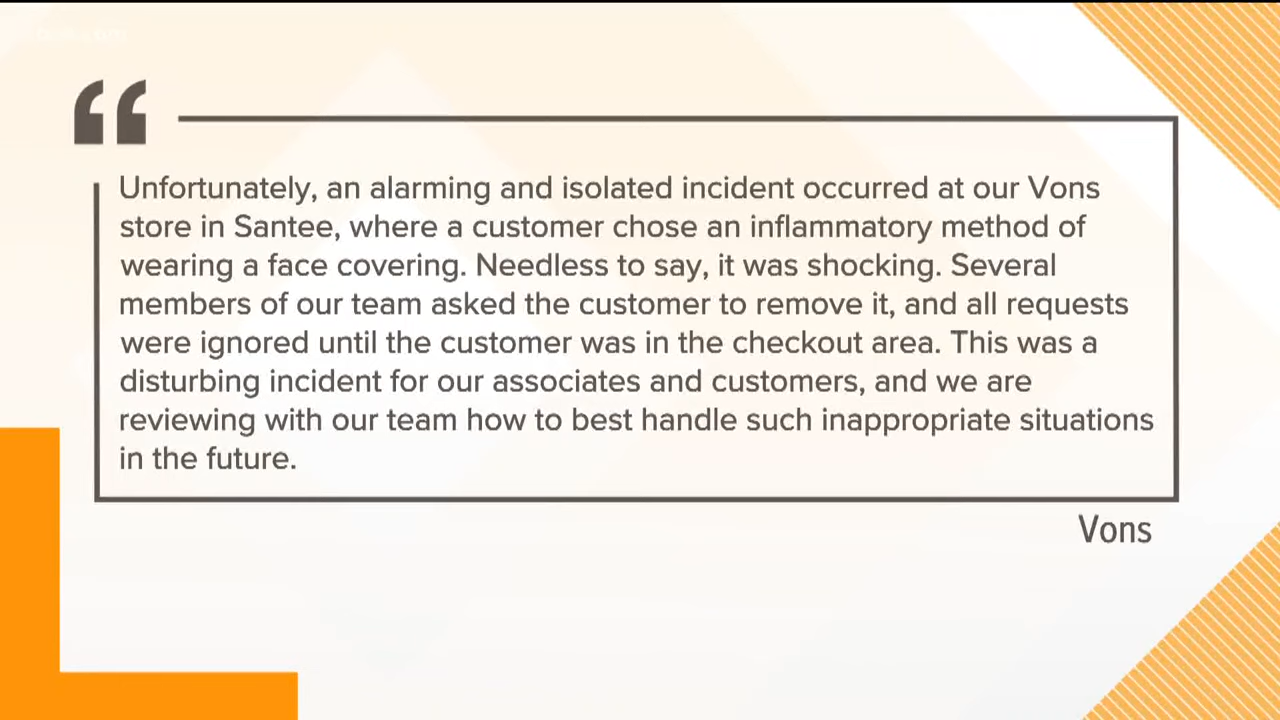 “
Unfortunately, an alarming and isolated incident occurred at our Vons
store in Santee, where a customer chose an inflammatory method of
wearing a face covering. Needless to say, it was shocking. Several
members of our team asked the customer to remove it, and all requests
were ignored until the customer was in the checkout area. This was a
disturbing incident for our associates and customers, and we are
reviewing with our team how to best handle such inappropriate situations
in the future.
Vons